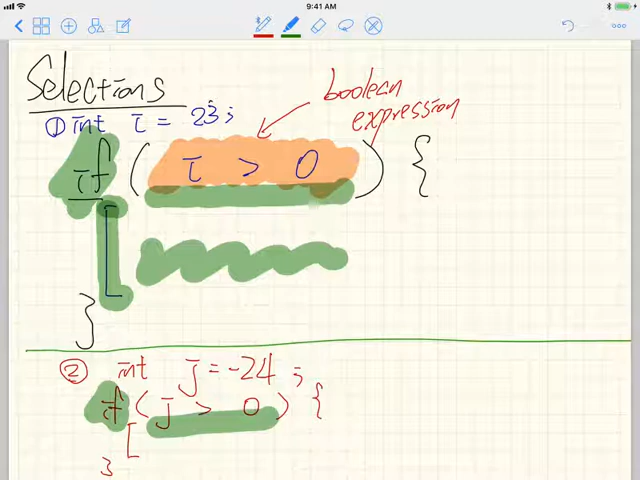 9:41 AM
Selections
boolean
expression
① int i = 23;
if ( i > 0 ) {
}
② int j = -24;
if ( j > 0 ) {
}